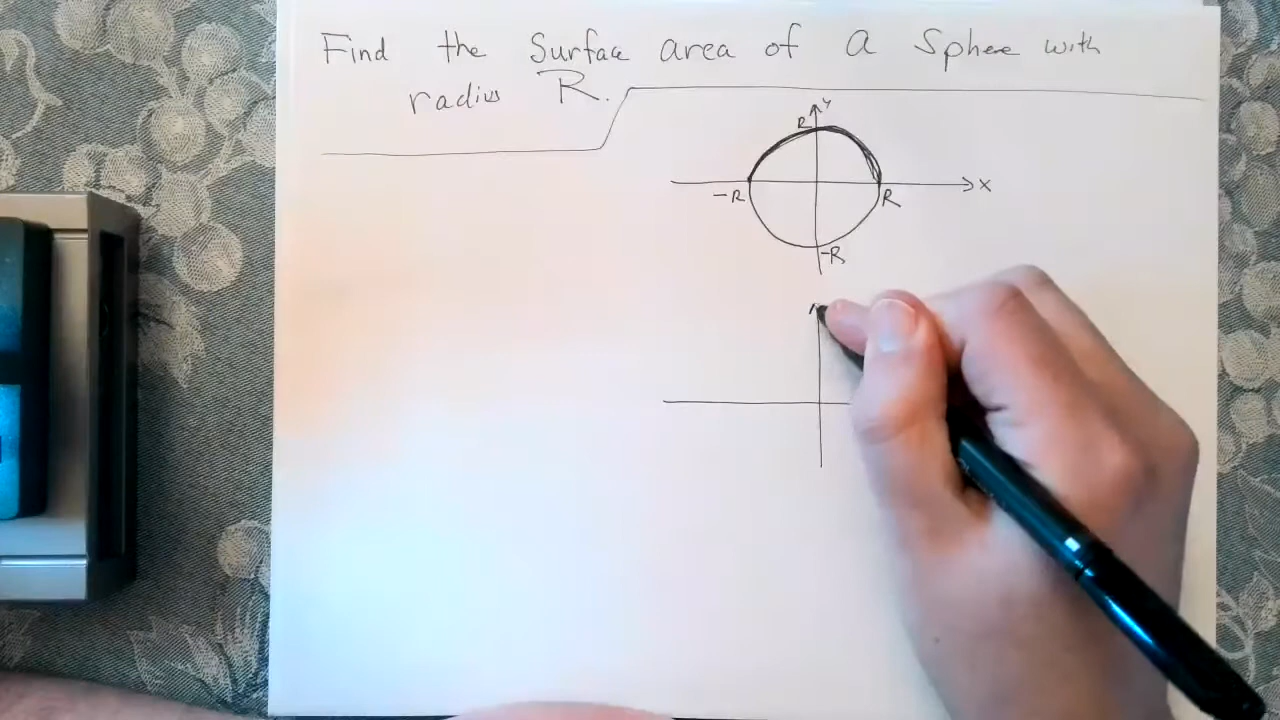 Find the Surface area of a Sphere with
radius R.
y
R
-R R x
-R